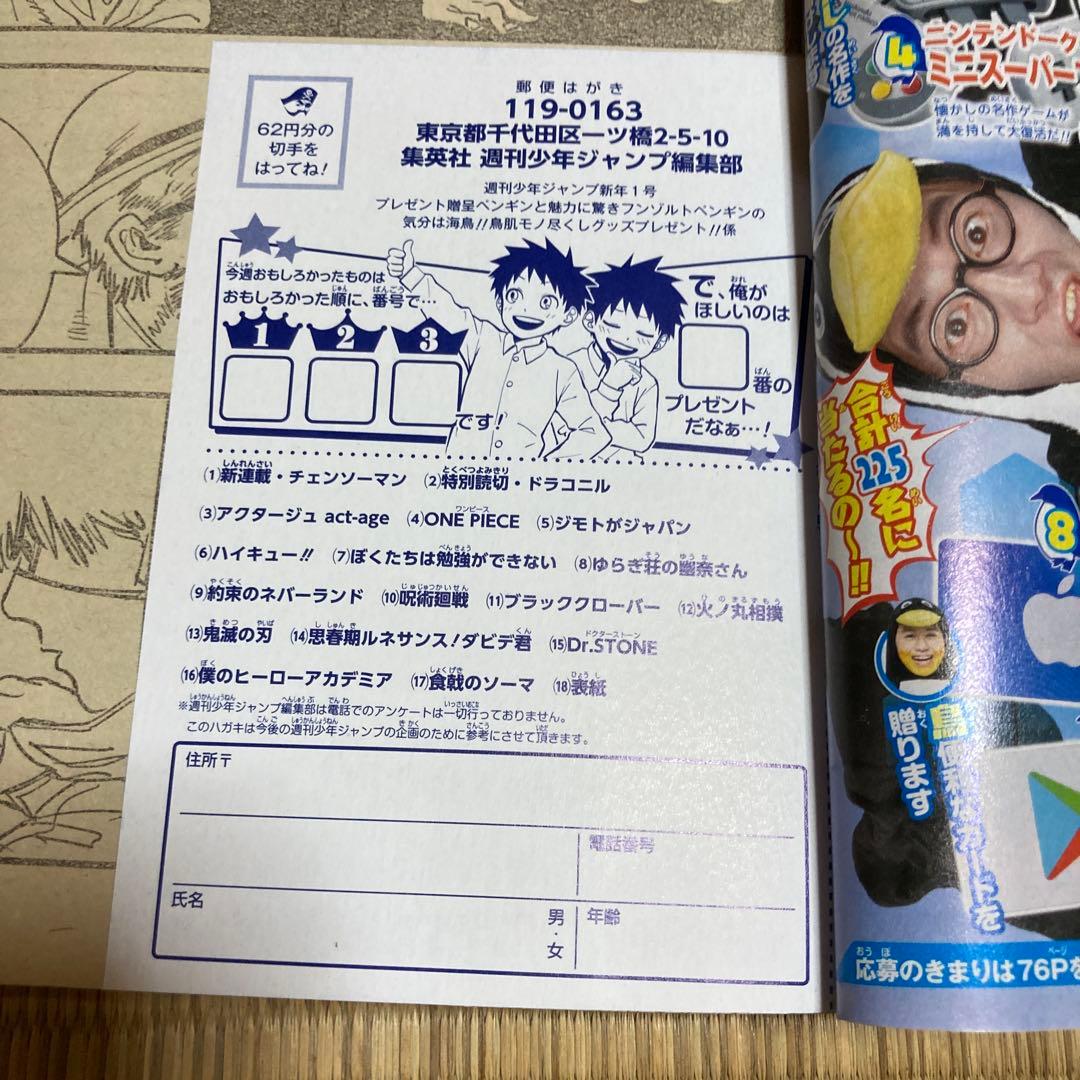 62円分の
切手を
はってね!
郵便はがき
119-0163
東京都千代田区一ツ橋2-5-10
集英社 週刊少年ジャンプ編集部
週刊少年ジャンプ新年1号
プレゼント贈呈ペンギンと魅力に驚きフンゾルトペンギンの
気分は海鳥!!鳥肌モノ尽くしグッズプレゼント!!係
今週おもしろかったものは
おもしろかった順に、番号で…
1 2 3
です!
で、俺が
ほしいのは
番の
プレゼント
だなぁ…!
(1)新連載・チェンソーマン (2)特別読切・ドラコニル
(3)アクタージュ act-age (4)ONE PIECE (5)ジモトがジャパン
(6)ハイキュー!! (7)ぼくたちは勉強ができない (8)ゆらぎ荘の幽奈さん
(9)約束のネバーランド (10)呪術廻戦 (11)ブラッククローバー (12)火ノ丸相撲
(13)鬼滅の刃 (14)思春期ルネサンス!ダビデ君 (15)Dr.STONE
(16)僕のヒーローアカデミア (17)食戟のソーマ (18)表紙
※週刊少年ジャンプ編集部は電話でのアンケートは一切行っておりません。
このハガキは今後の週刊少年ジャンプの企画のために参考にさせて頂きます。
住所〒
電話番号
氏名
男・女
年齢
しの名作を
4
ニンテンドーク
ミニスーパー
懐かしの名作ゲームが
満を持して大復活だ!!
合計225名に
当たるの〜!!
8
鳥便利なカードを
贈ります
応募のきまりは76Pを